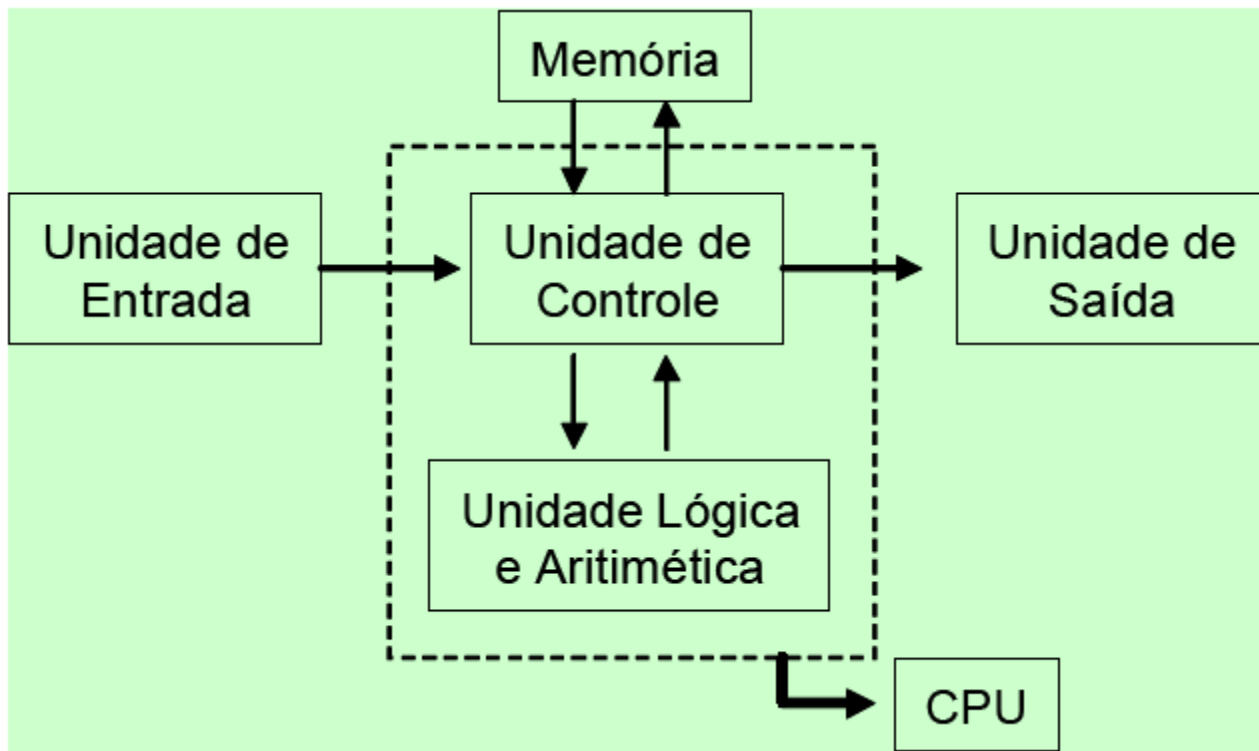 Memória
Unidade de
Entrada
Unidade de
Controle
Unidade de
Saída
Unidade Lógica
e Aritimética
CPU